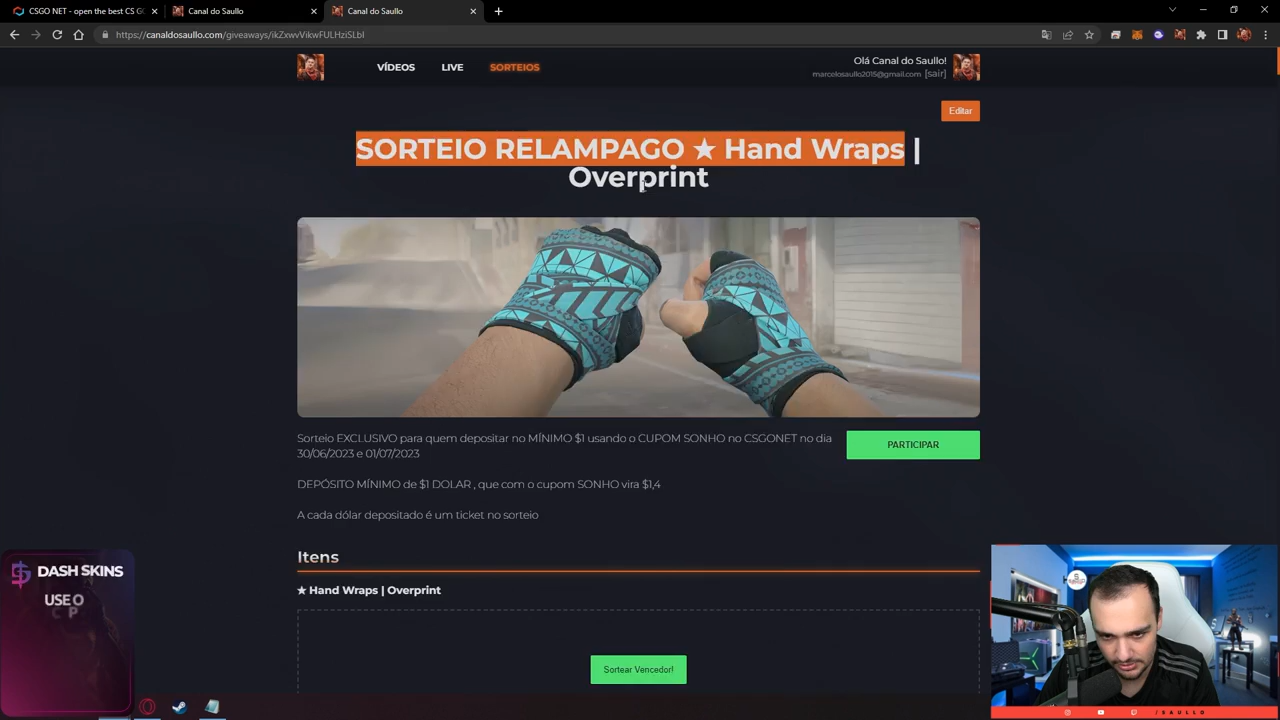 CSGO NET - open the best CS G
Canal do Saullo
Canal do Saullo
https://canaldosaullo.com/giveaways/ikZxwvVikwFULHziSLbI
VÍDEOS
LIVE
SORTEIOS
Olá Canal do Saullo!
marcelosaullo2015@gmail.com [sair]
Editar
SORTEIO RELAMPAGO ★ Hand Wraps |
Overprint
Sorteio EXCLUSIVO para quem depositar no MÍNIMO $1 usando o CUPOM SONHO no CSGONET no dia
30/06/2023 e 01/07/2023
PARTICIPAR
DEPÓSITO MÍNIMO de $1 DOLAR , que com o cupom SONHO vira $1,4
A cada dólar depositado é um ticket no sorteio
Itens
★ Hand Wraps | Overprint
Sortear Vencedor!
DASH SKINS
USE O
C P
/SAULLO